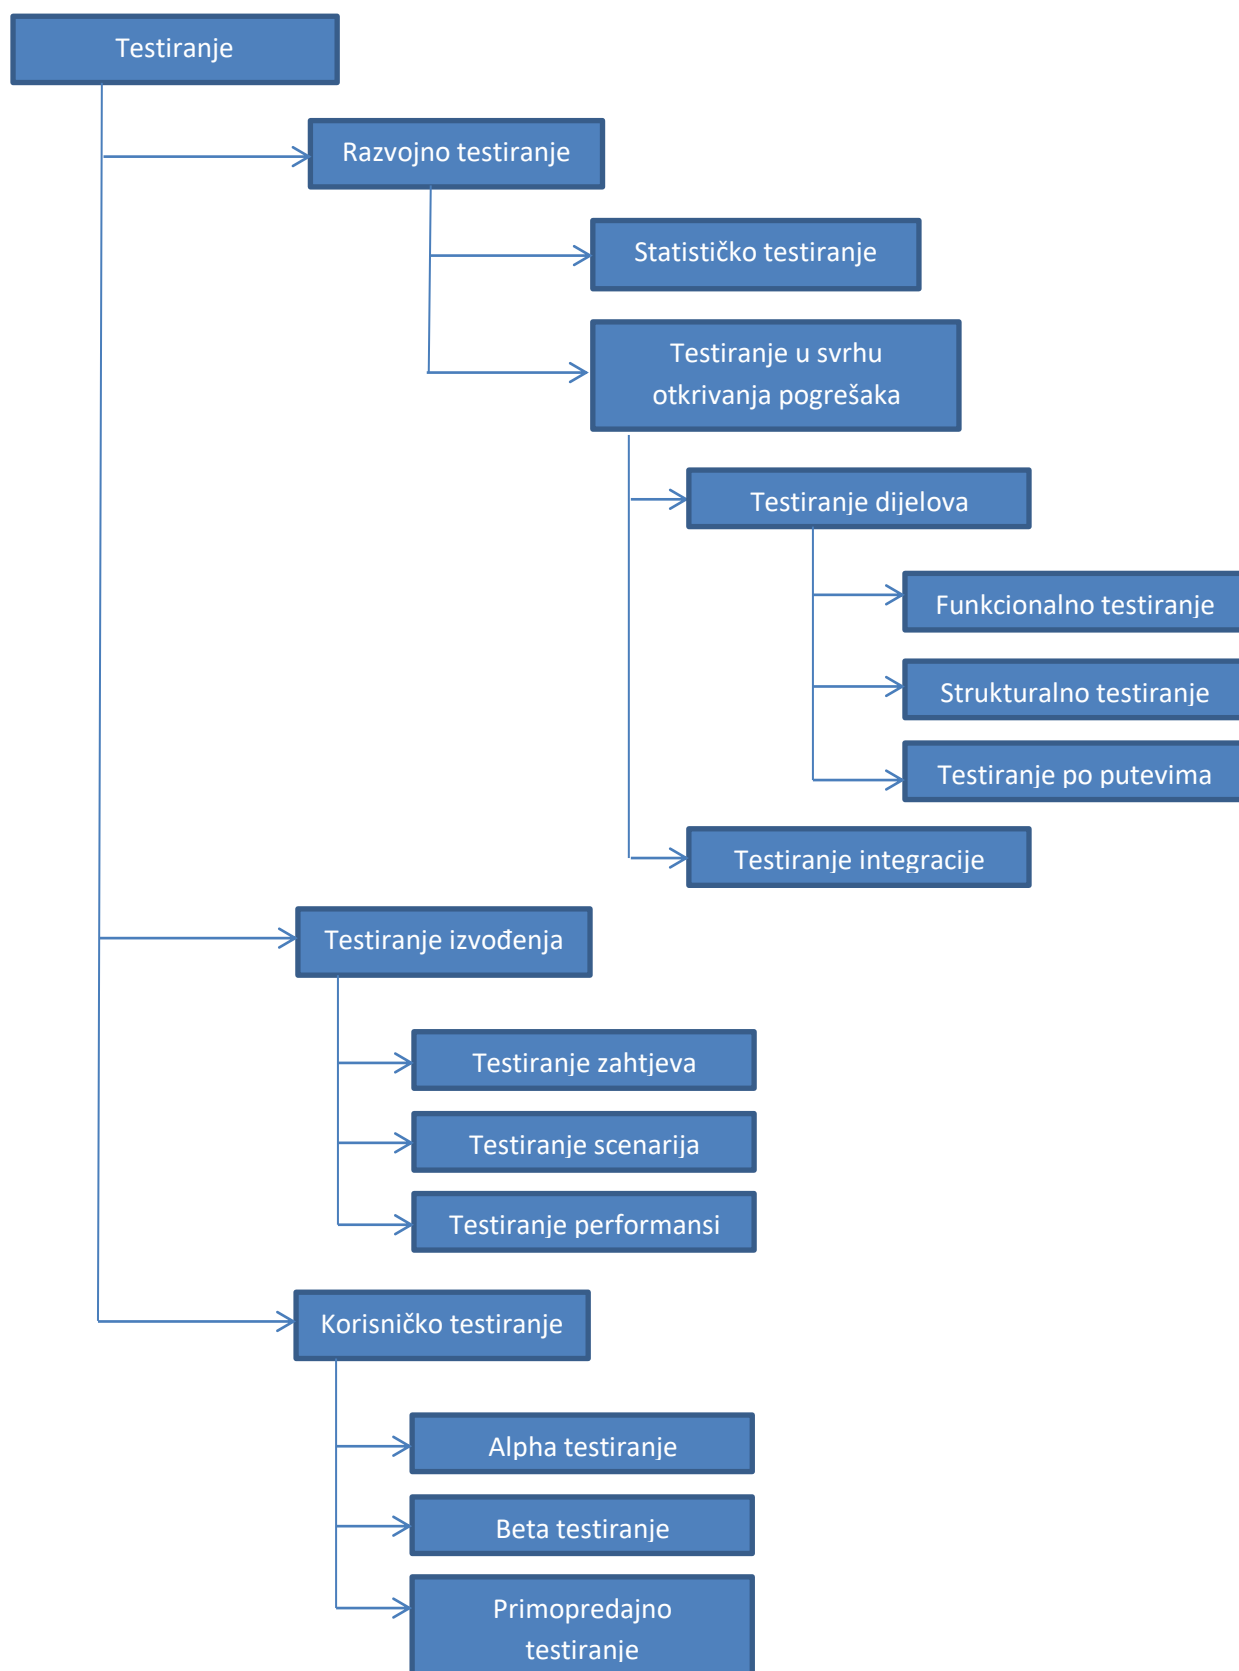 Testiranje
Razvojno testiranje
Statističko testiranje
Testiranje u svrhu
otkrivanja pogrešaka
Testiranje dijelova
Funkcionalno testiranje
Strukturalno testiranje
Testiranje po putevima
Testiranje integracije
Testiranje izvođenja
Testiranje zahtjeva
Testiranje scenarija
Testiranje performansi
Korisničko testiranje
Alpha testiranje
Beta testiranje
Primopredajno
testiranje